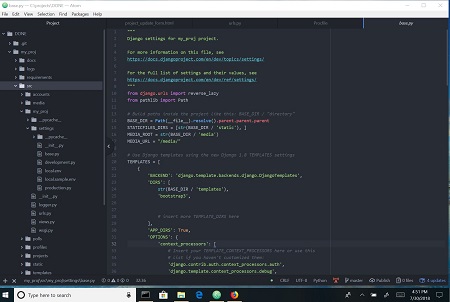 base.py — C:\projects\DONE — Atom
File Edit View Selection Find Packages Help
Project
project_update_form.html
urls.py
Procfile
base.py
DONE
.git
my_proj
docs
logs
requirements
src
accounts
media
my_proj
__pycache__
settings
__pycache__
__init__.py
base.py
development.py
local.env
local.sample.env
production.py
__init__.py
logger.py
urls.py
views.py
wsgi.py
polls
profiles
projects
static
templates
"""
Django settings for my_proj project.
For more information on this file, see
https://docs.djangoproject.com/en/dev/topics/settings/
For the full list of settings and their values, see
https://docs.djangoproject.com/en/dev/ref/settings/
"""
from django.urls import reverse_lazy
from pathlib import Path
# Build paths inside the project like this: BASE_DIR / "directory"
BASE_DIR = Path(__file__).resolve().parent.parent.parent
STATICFILES_DIRS = [str(BASE_DIR / 'static'), ]
MEDIA_ROOT = str(BASE_DIR / 'media')
MEDIA_URL = "/media/"
# Use Django templates using the new Django 1.8 TEMPLATES settings
TEMPLATES = [
{
'BACKEND': 'django.template.backends.django.DjangoTemplates',
'DIRS': [
str(BASE_DIR / 'templates'),
'bootstrap3',
# insert more TEMPLATE_DIRS here
],
'APP_DIRS': True,
'OPTIONS': {
'context_processors': [
# Insert your TEMPLATE_CONTEXT_PROCESSORS here or use this
# list if you haven't customized them:
'django.contrib.auth.context_processors.auth',
'django.template.context_processors.debug',
my_proj\src\my_proj\settings\base.py
CRLF UTF-8 Python master Publish 0 files 4 updates
Type here to search
4:51 PM
7/30/2018